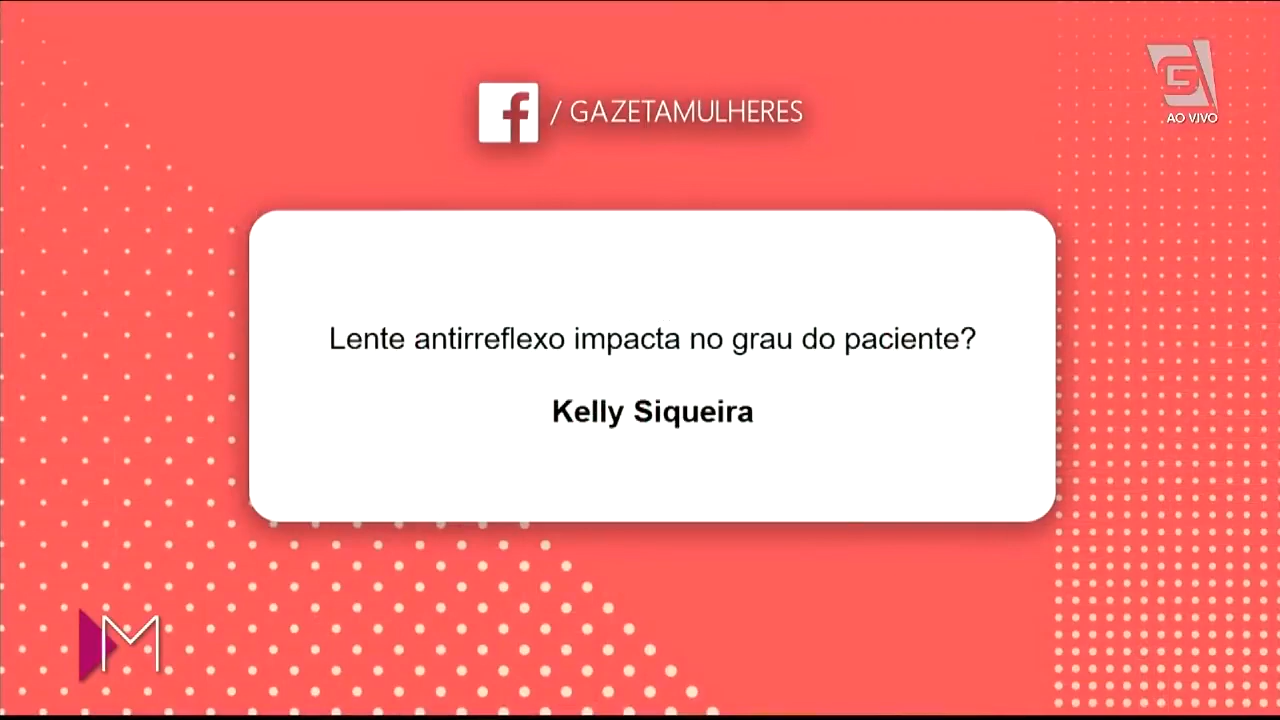 / GAZETAMULHERES
G
AO VIVO
Lente antirreflexo impacta no grau do paciente?
Kelly Siqueira
M